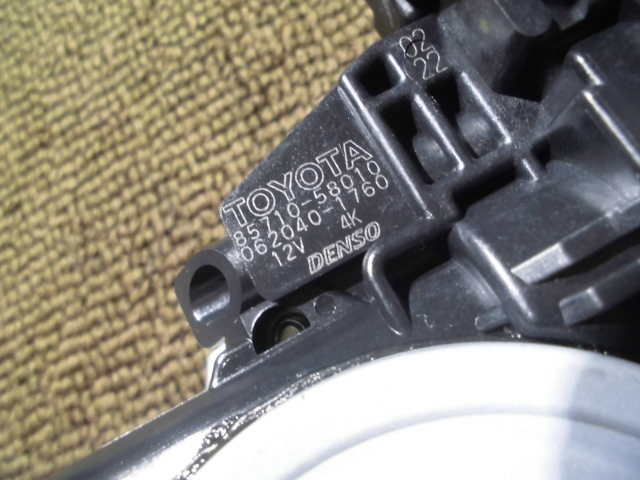 02
22
TOYOTA
85710-58010
062040-1760
12V 4K
DENSO